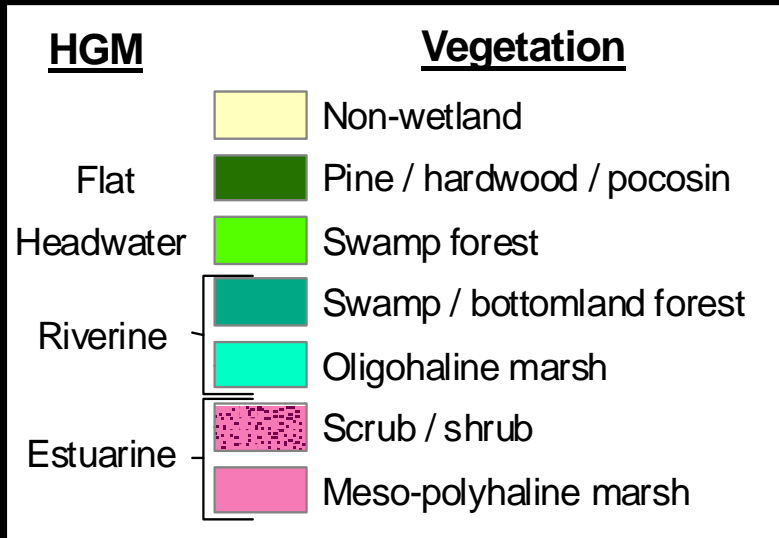 HGM Vegetation
Non-wetland
Flat Pine / hardwood / pocosin
Headwater Swamp forest
Swamp / bottomland forest
Riverine
Oligohaline marsh
Scrub / shrub
Estuarine
Meso-polyhaline marsh